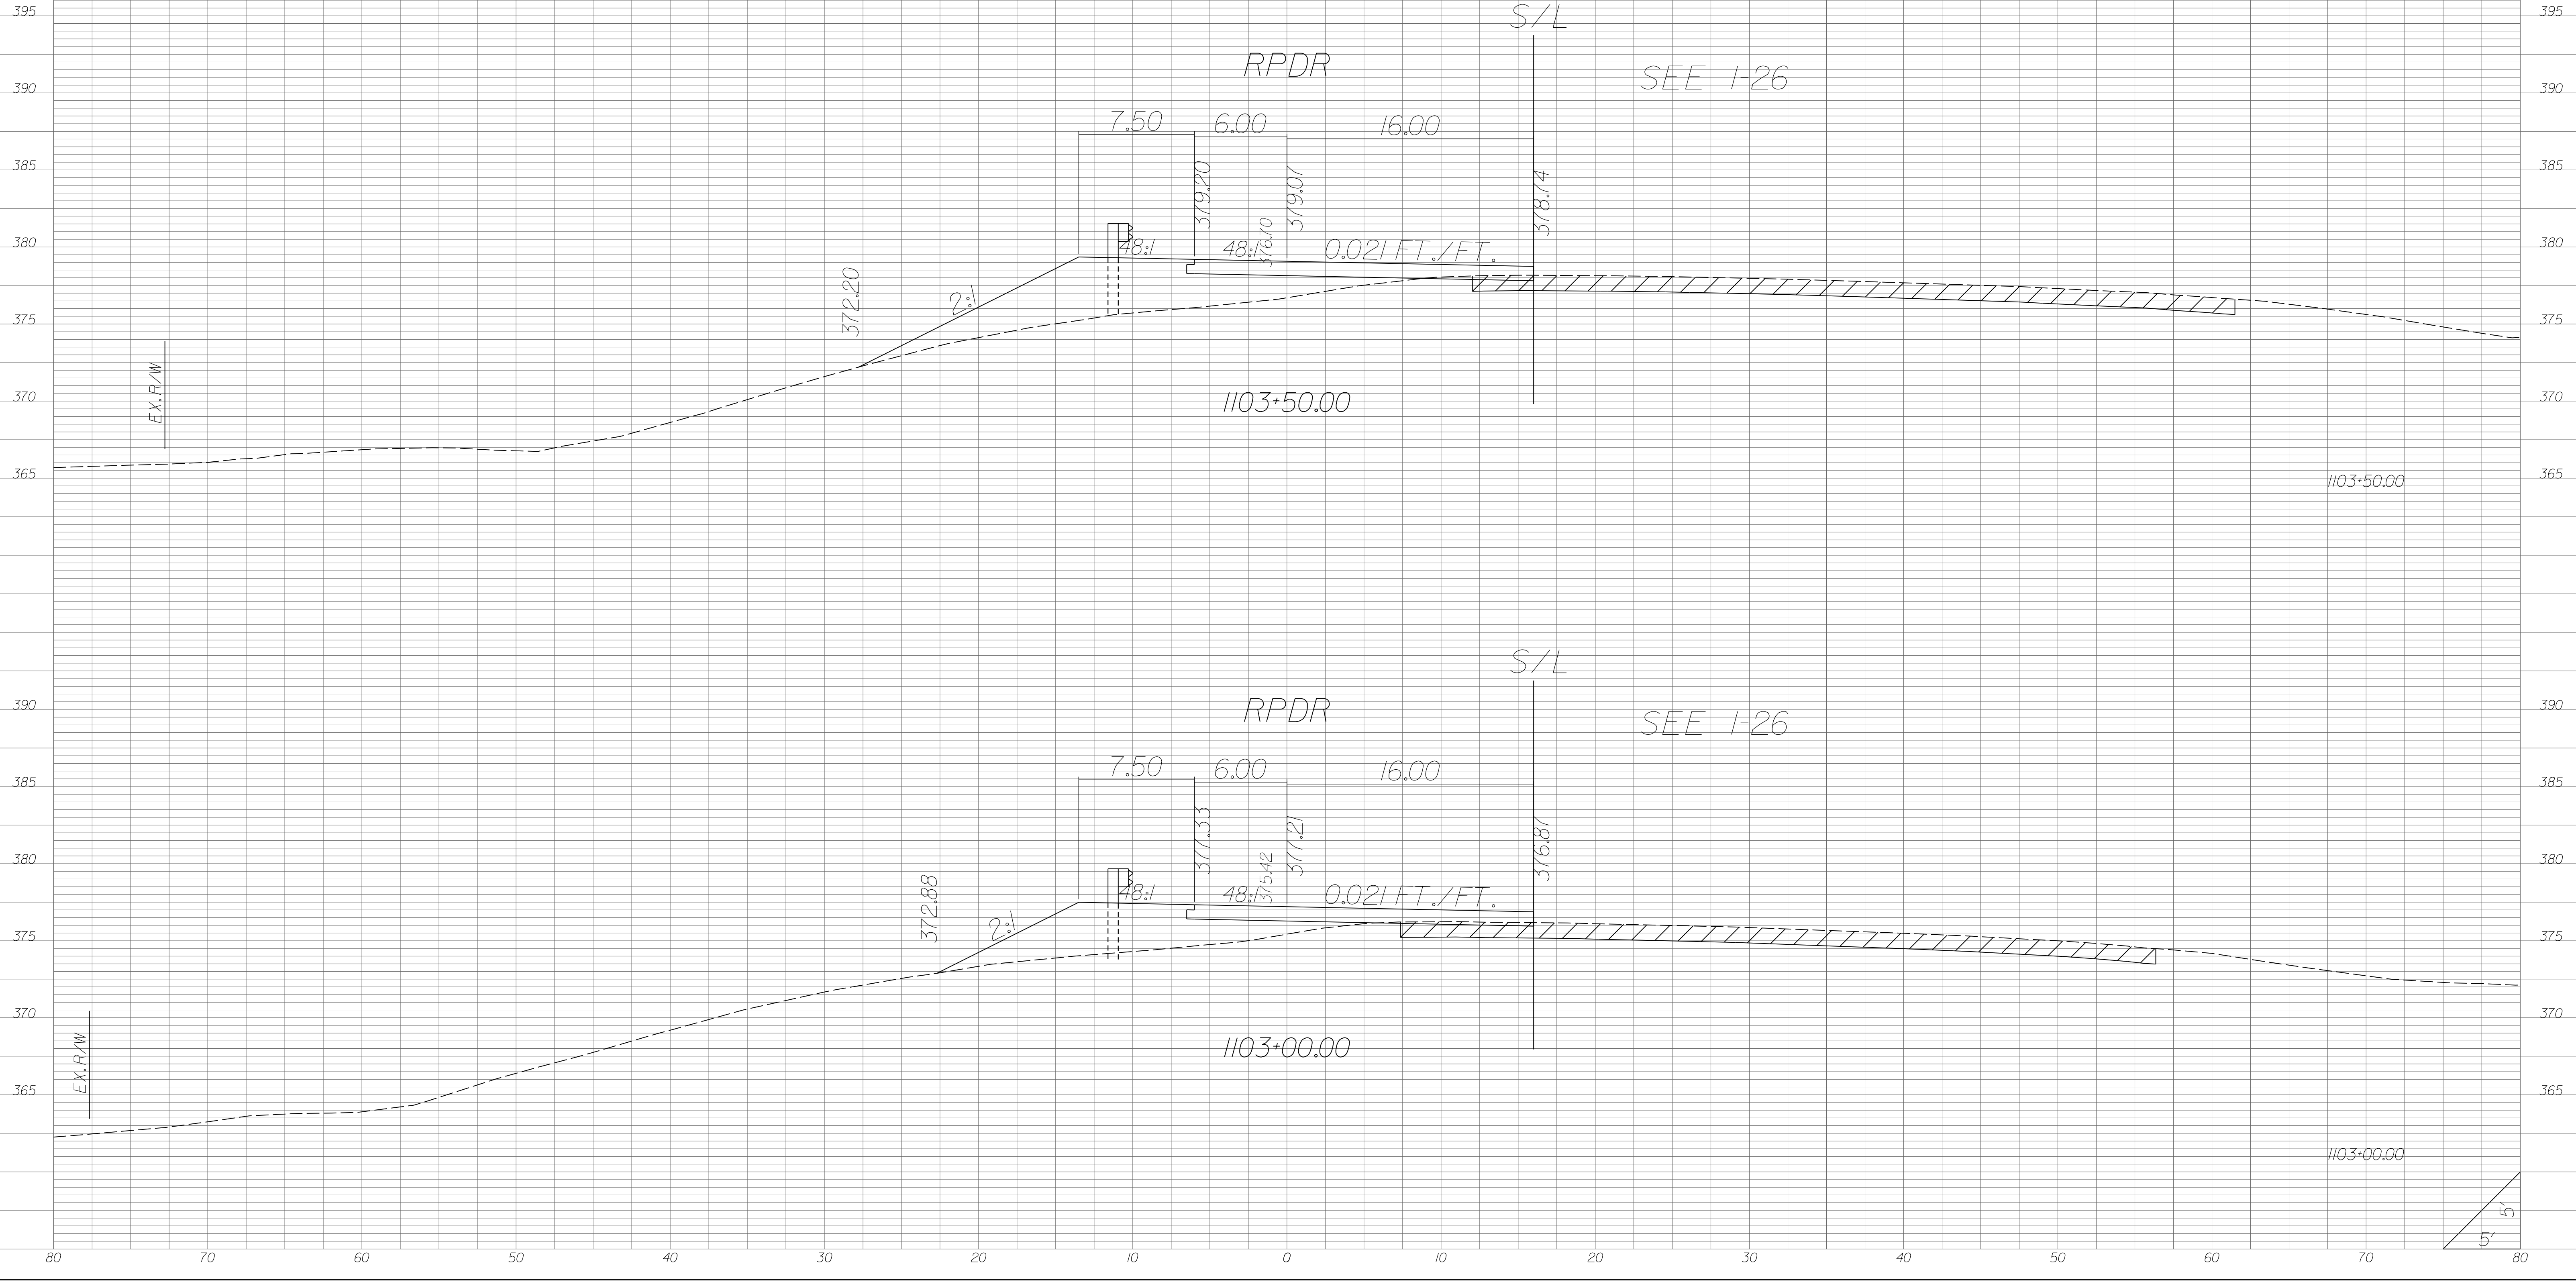 S/L
395 395
RPDR
SEE I-26
390 390
7.50 6.00 16.00
385 385
379.20 379.07 378.74
376.70
380 380
48:1 48:1 0.021 FT./FT.
372.20
2:1
375 375
EX.R/W
370 370
1103+50.00
365 365
1103+50.00
S/L
RPDR
SEE I-26
390 390
7.50 6.00 16.00
385 385
377.33 377.21 376.87
375.42
380 380
48:1 48:1 0.021 FT./FT.
372.88
2:1
375 375
370 370
EX.R/W
1103+00.00
365 365
1103+00.00
5'
5'
80 70 60 50 40 30 20 10 0 10 20 30 40 50 60 70 80